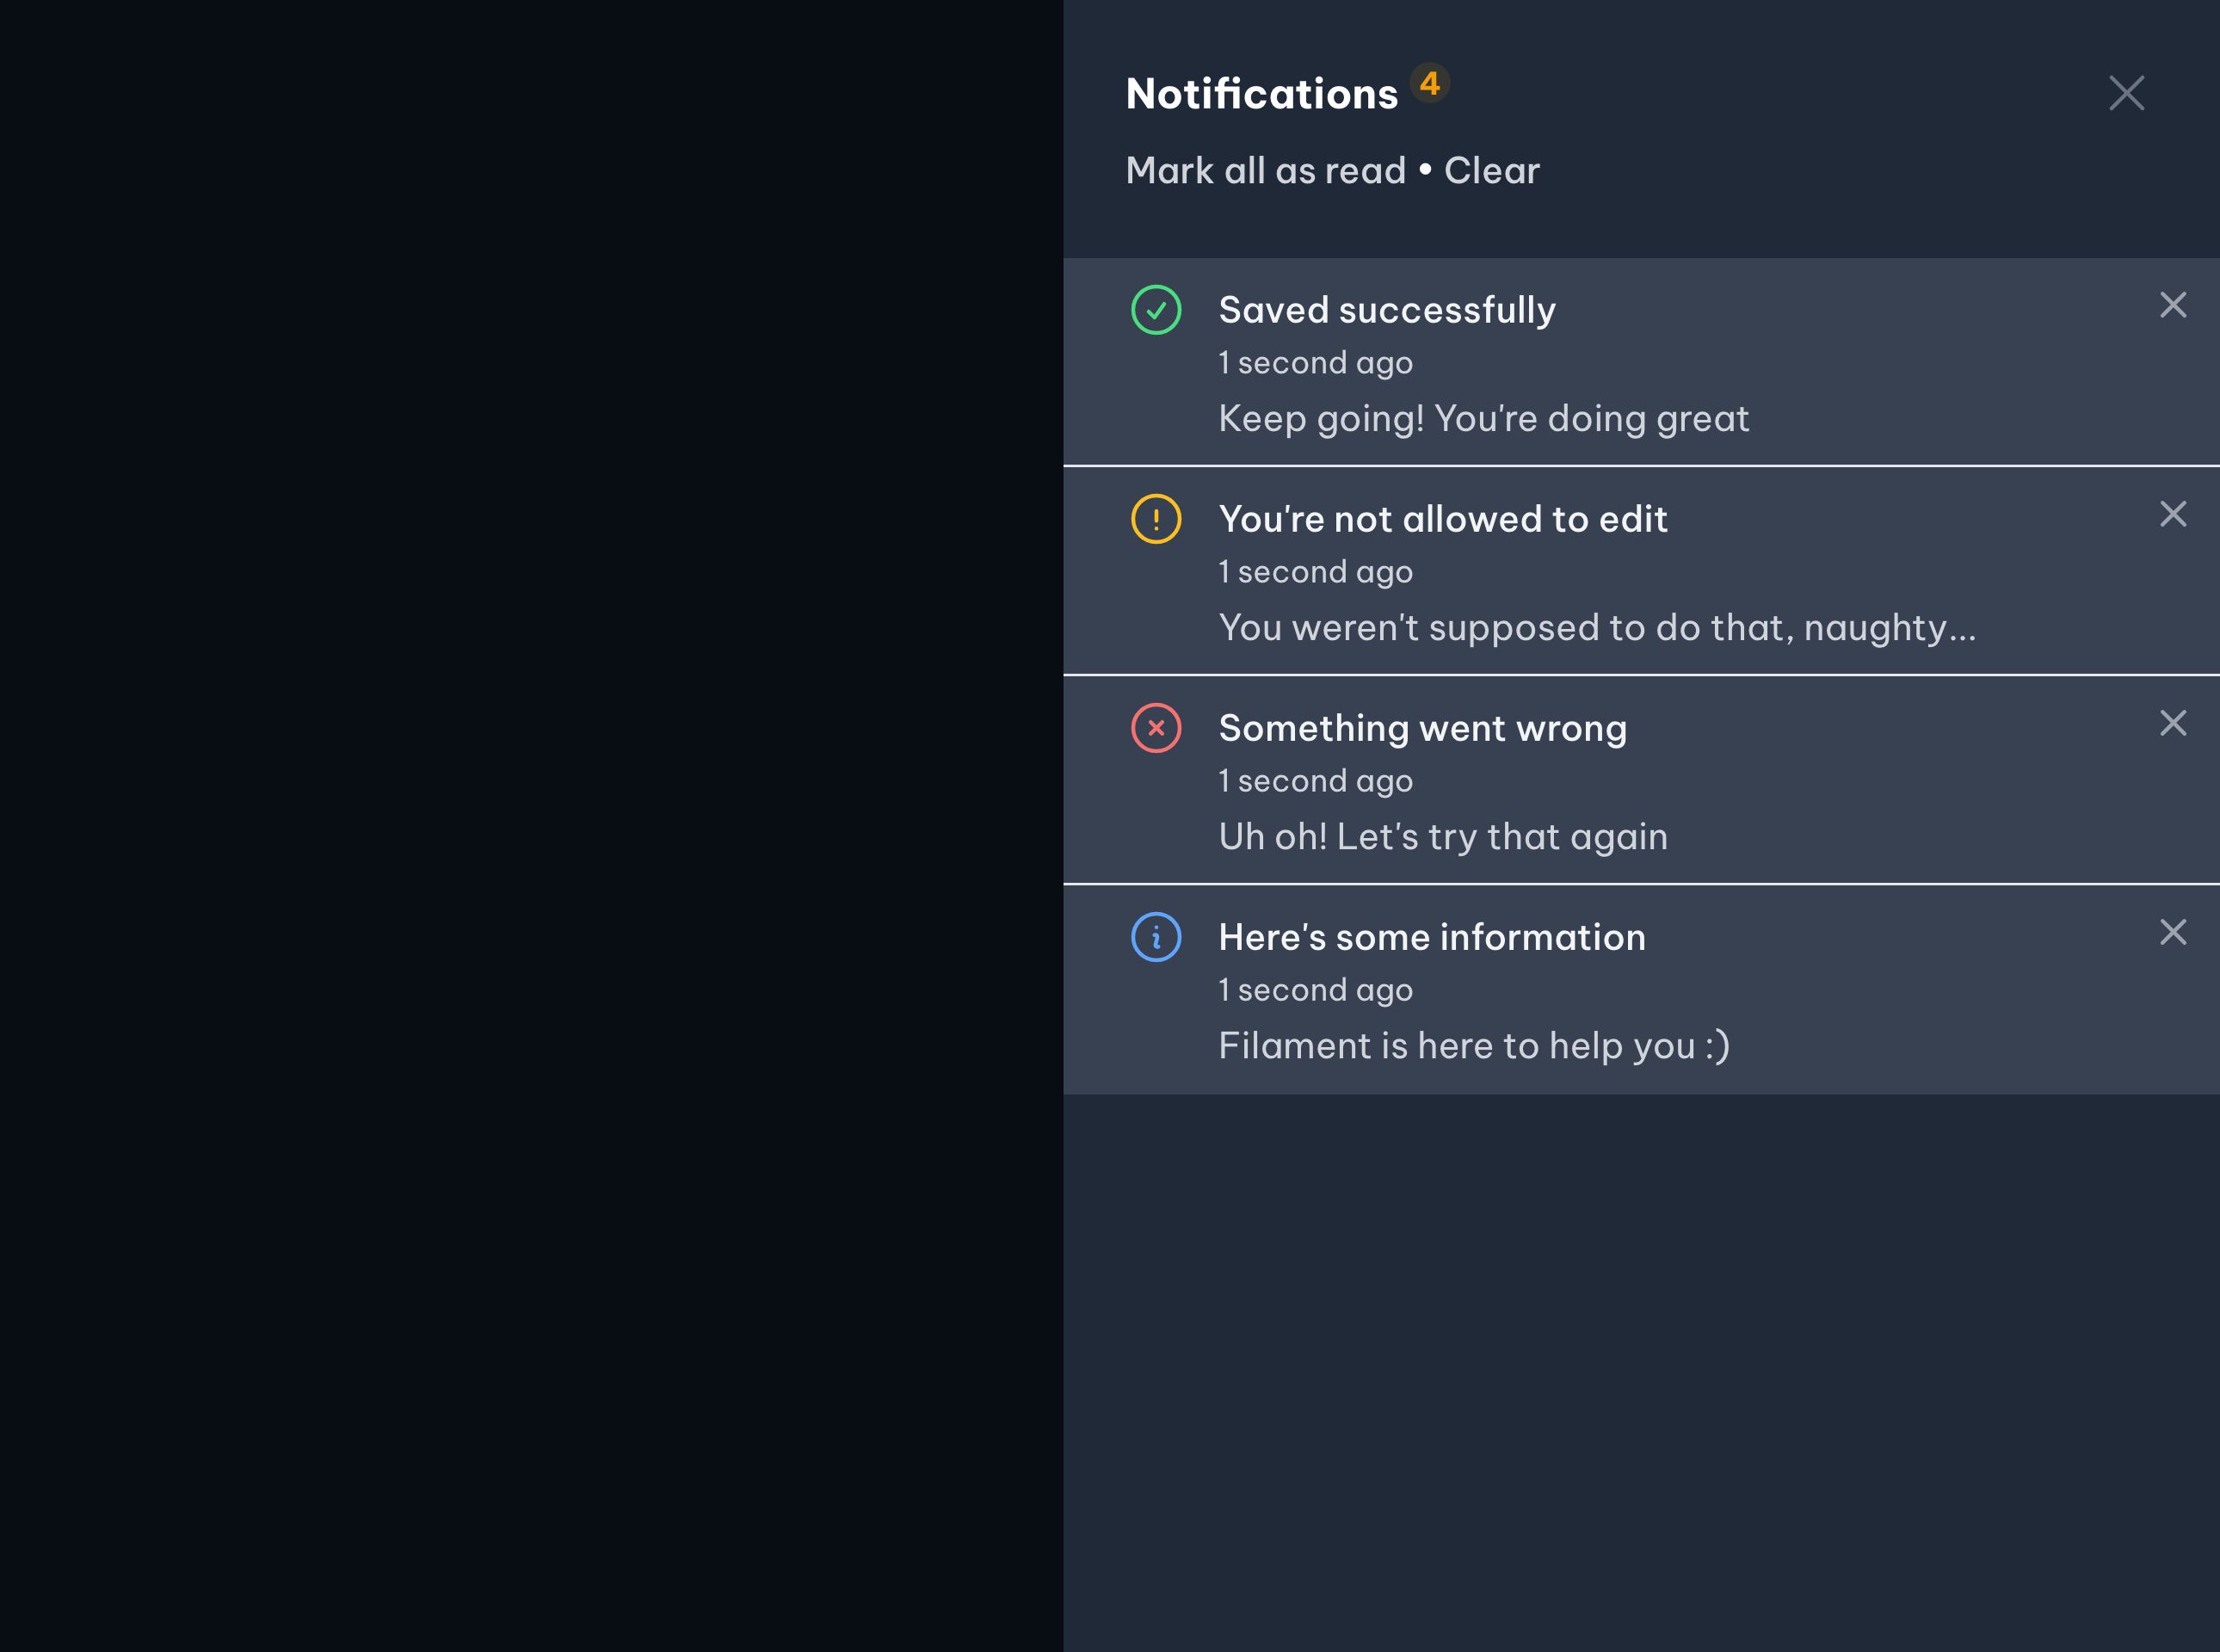 Notifications 4
Mark all as read • Clear
Saved successfully
1 second ago
Keep going! You're doing great
You're not allowed to edit
1 second ago
You weren't supposed to do that, naughty...
Something went wrong
1 second ago
Uh oh! Let's try that again
Here's some information
1 second ago
Filament is here to help you :)